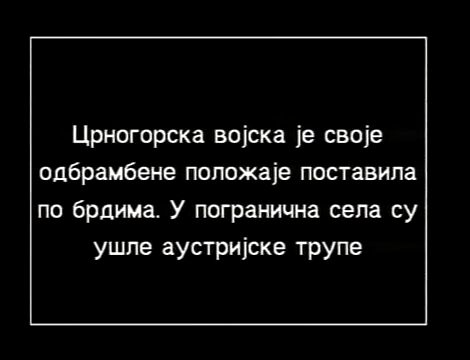 Црногорска војска је своје
одбрамбене положаје поставила
по брдима. У погранична села су
ушле аустријске трупе